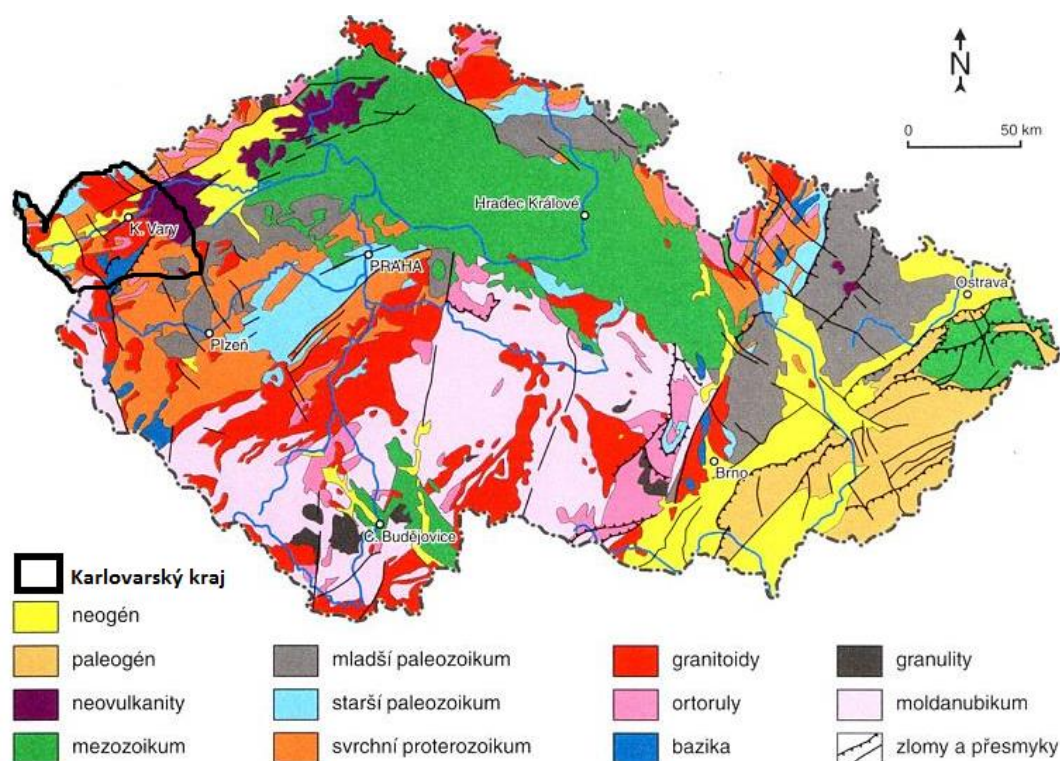 N
0 50 km
Hradec Králové
K. Vary
PRAHA
Ostrava
Plzeň
Brno
Č. Budějovice
Karlovarský kraj
neogén
paleogén
neovulkanity
mezozoikum
mladší paleozoikum
starší paleozoikum
svrchní proterozoikum
granitoidy
ortoruly
bazika
granulity
moldanubikum
zlomy a přesmyky